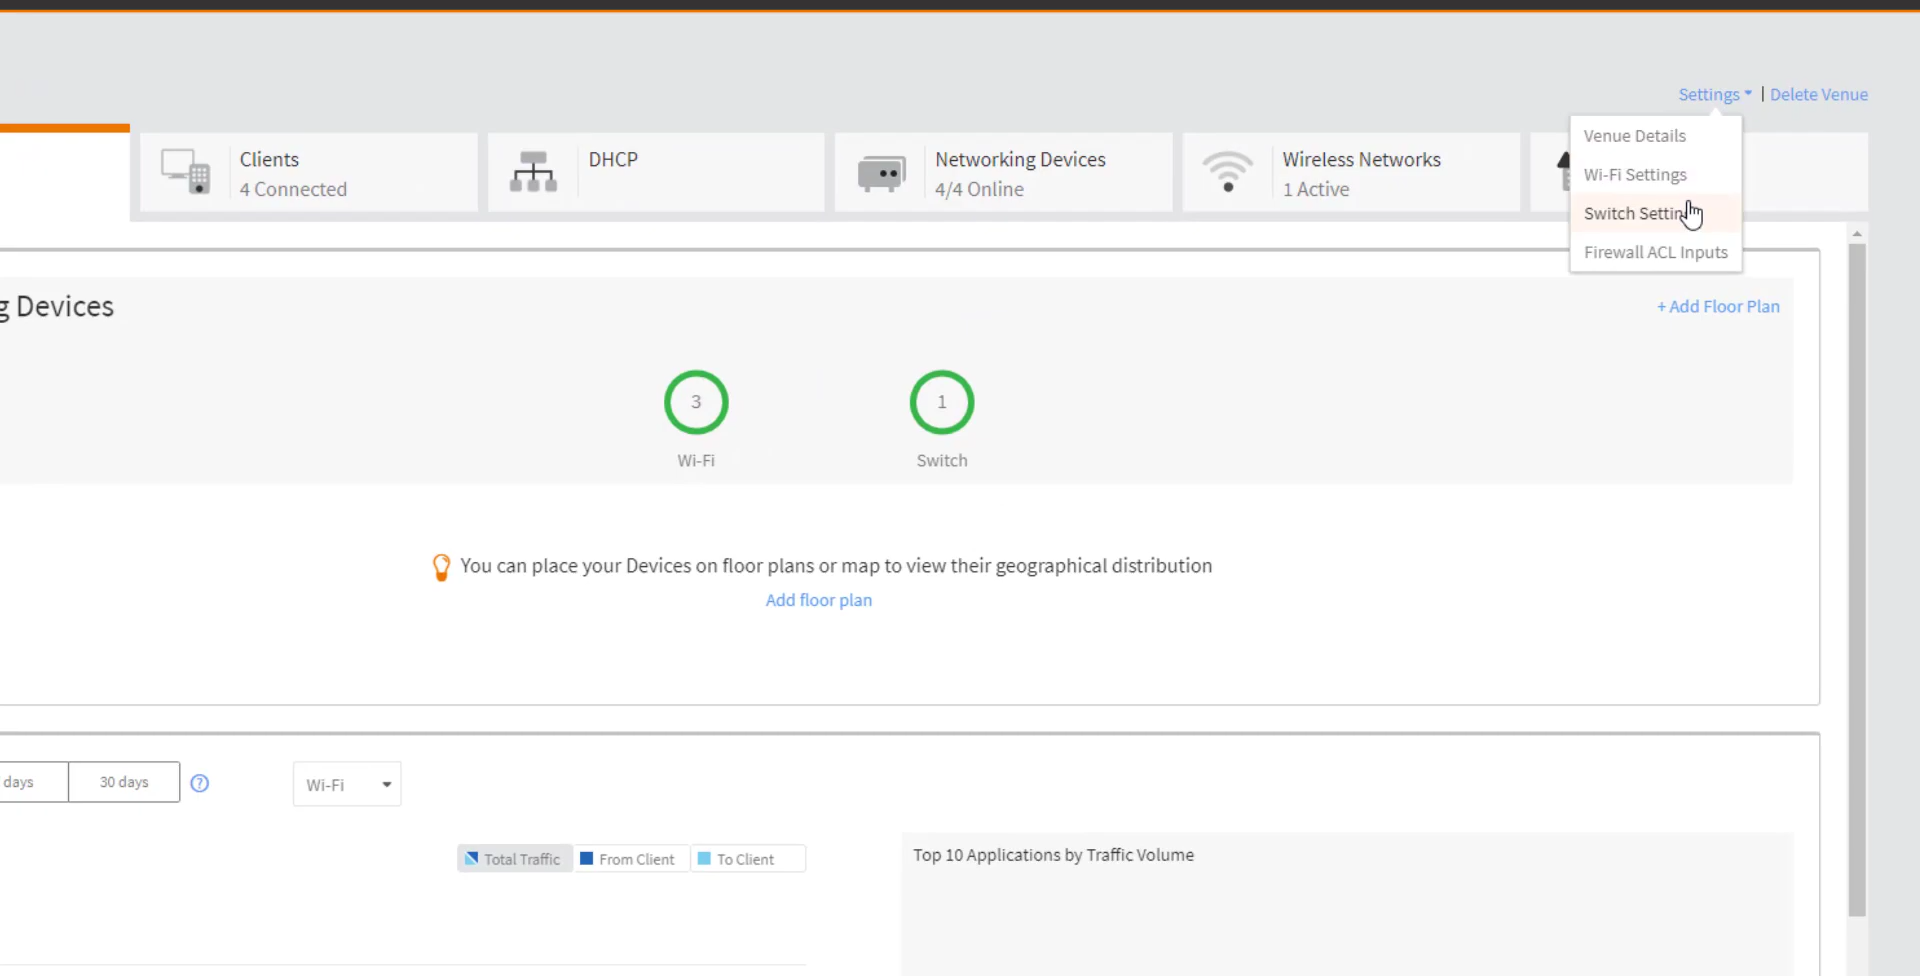 Settings | Delete Venue
Venue Details
Wi-Fi Settings
Switch
Firewall ACL Inputs
Clients
4 Connected
DHCP
Networking Devices
4/4 Online
Wireless Networks
1 Active
g Devices
+ Add Floor Plan
3
Wi-Fi
1
Switch
You can place your Devices on floor plans or map to view their geographical distribution
Add floor plan
days
30 days
?
Wi-Fi
Total Traffic
From Client
To Client
Top 10 Applications by Traffic Volume